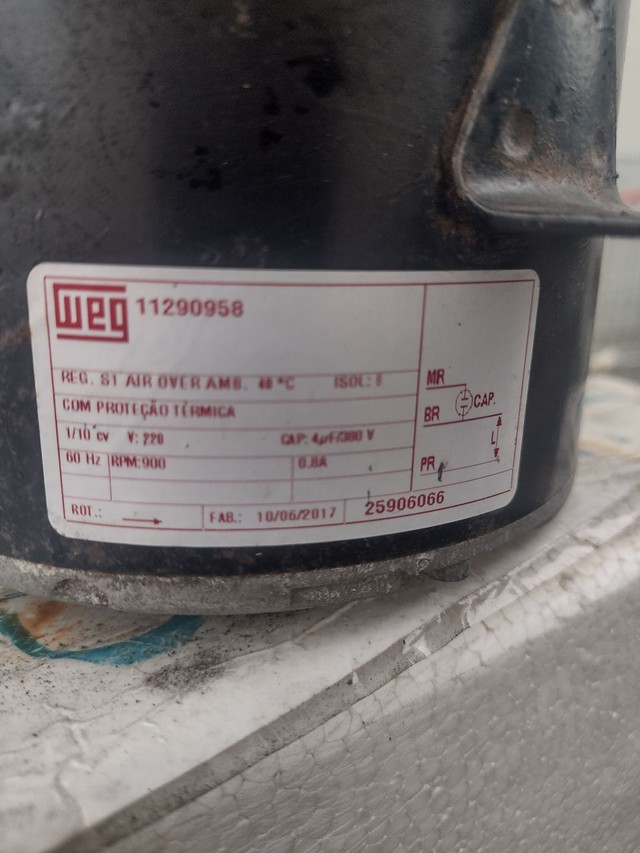 weg 11290958
REG. S1 AIR OVER AMB. 40 °C ISOL:
COM PROTEÇÃO TÉRMICA
1/10 cv V: 220 CAP: 4µF/380 V
60 Hz RPM:900 0.8A
ROT.: FAB.: 10/06/2017 25906066
MR
CAP.
BR
L
PR